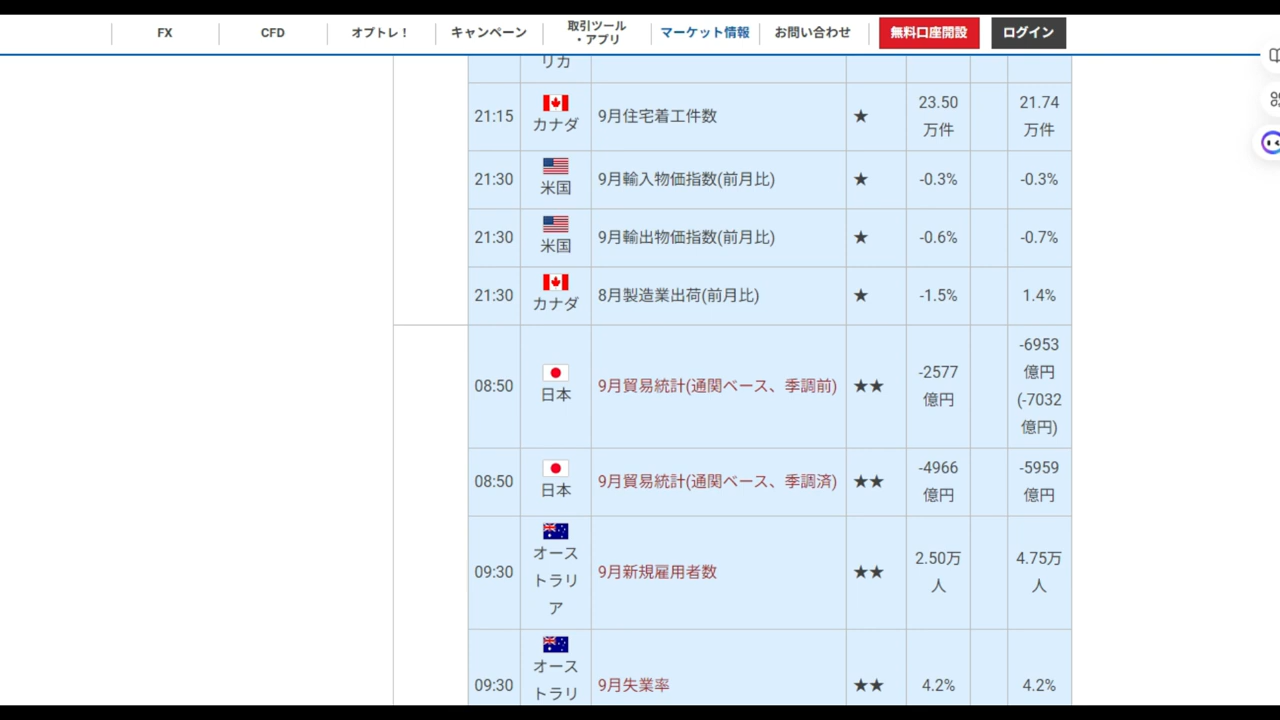 FX
CFD
オプトレ！
キャンペーン
取引ツール
・アプリ
マーケット情報
お問い合わせ
無料口座開設
ログイン
リカ
21:15
カナダ
9月住宅着工件数
★
23.50
万件
21.74
万件
21:30
米国
9月輸入物価指数(前月比)
★
-0.3%
-0.3%
21:30
米国
9月輸出物価指数(前月比)
★
-0.6%
-0.7%
21:30
カナダ
8月製造業出荷(前月比)
★
-1.5%
1.4%
08:50
日本
9月貿易統計(通関ベース、季調前)
★★
-2577
億円
-6953
億円
(-7032
億円)
08:50
日本
9月貿易統計(通関ベース、季調済)
★★
-4966
億円
-5959
億円
09:30
オース
トラリ
ア
9月新規雇用者数
★★
2.50万
人
4.75万
人
09:30
オース
トラリ
9月失業率
★★
4.2%
4.2%